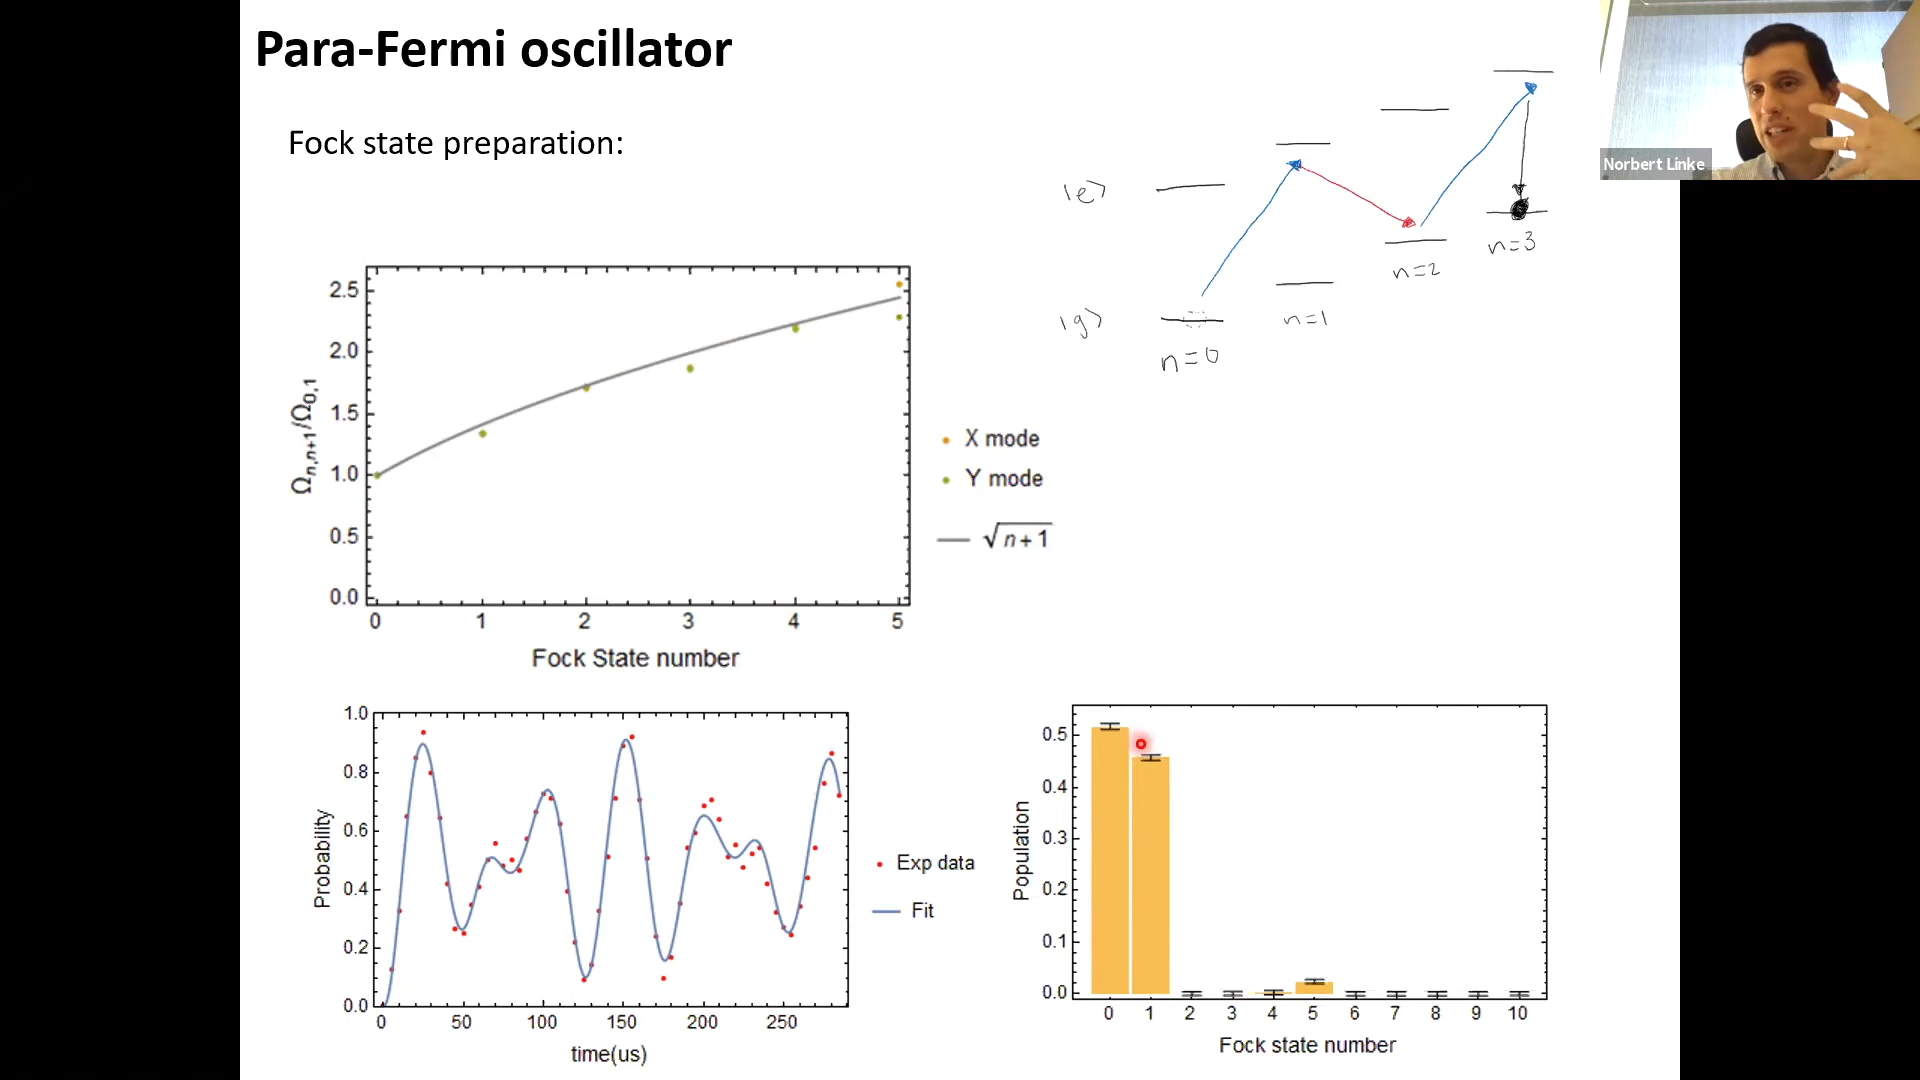 Para-Fermi oscillator
Fock state preparation:
|e⟩
|g⟩
n=0
n=1
n=2
n=3
Norbert Linke
Ω_{n,n+1}/Ω_{0,1}
2.5
2.0
1.5
1.0
0.5
0.0
0 1 2 3 4 5
Fock State number
X mode
Y mode
√n+1
Probability
1.0
0.8
0.6
0.4
0.2
0.0
0 50 100 150 200 250
time(us)
Exp data
Fit
Population
0.5
0.4
0.3
0.2
0.1
0.0
0 1 2 3 4 5 6 7 8 9 10
Fock state number